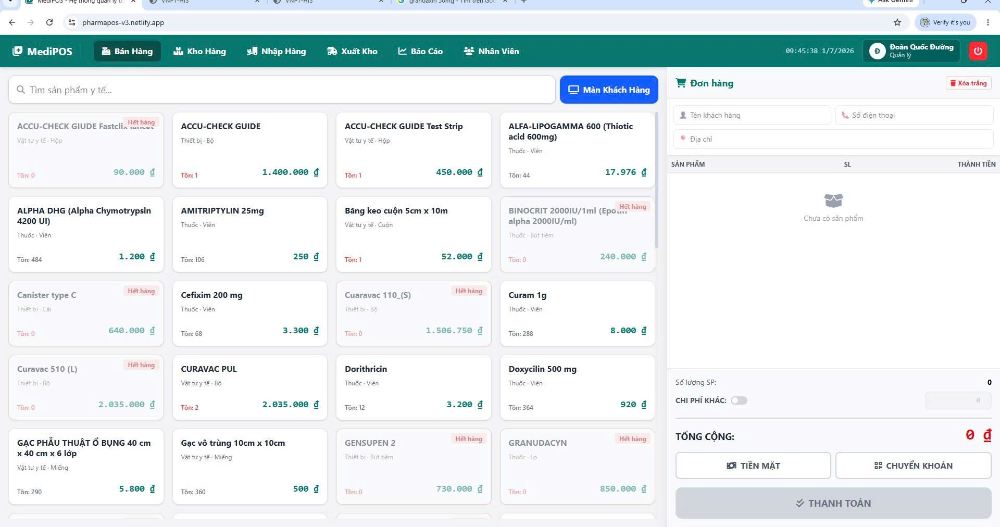 MediPOS - Hệ thống quản lý b
VNPT-HIS
VNPT-HIS
grandaxin 50mg - Tìm trên Goo
Ask Gemini
pharmapos-v3.netlify.app
Verify it's you
MediPOS
Bán Hàng
Kho Hàng
Nhập Hàng
Xuất Kho
Báo Cáo
Nhân Viên
09:45:38 1/7/2026
Đ
Đoàn Quốc Đường
Quản lý
Tìm sản phẩm y tế...
Màn Khách Hàng
Hết hàng
ACCU-CHECK GIUDE Fastclix lancet
Vật tư y tế · Hộp
Tồn: 0
90.000 ₫
ACCU-CHECK GUIDE
Thiết bị · Bộ
Tồn: 1
1.400.000 ₫
ACCU-CHECK GUIDE Test Strip
Vật tư y tế · Hộp
Tồn: 1
450.000 ₫
ALFA-LIPOGAMMA 600 (Thiotic
acid 600mg)
Thuốc · Viên
Tồn: 44
17.976 ₫
ALPHA DHG (Alpha Chymotrypsin
4200 UI)
Thuốc · Viên
Tồn: 484
1.200 ₫
AMITRIPTYLIN 25mg
Thuốc · Viên
Tồn: 106
250 ₫
Băng keo cuộn 5cm x 10m
Vật tư y tế · Cuộn
Tồn: 1
52.000 ₫
Hết hàng
BINOCRIT 2000IU/1ml (Epotin
alpha 2000IU/ml)
Thuốc · Bút tiêm
Tồn: 0
240.000 ₫
Hết hàng
Canister type C
Thiết bị · Cái
Tồn: 0
640.000 ₫
Cefixim 200 mg
Thuốc · Viên
Tồn: 68
3.300 ₫
Hết hàng
Cuaravac 110_(S)
Thiết bị · Bộ
Tồn: 0
1.506.750 ₫
Curam 1g
Thuốc · Viên
Tồn: 288
8.000 ₫
Hết hàng
Curavac 510 (L)
Thiết bị · Bộ
Tồn: 0
2.035.000 ₫
CURAVAC PUL
Vật tư y tế · Bộ
Tồn: 2
2.035.000 ₫
Dorithricin
Thuốc · Viên
Tồn: 12
3.200 ₫
Doxycilin 500 mg
Thuốc · Viên
Tồn: 364
920 ₫
GẠC PHẪU THUẬT Ổ BỤNG 40 cm
x 40 cm x 6 lớp
Vật tư y tế · Miếng
Tồn: 290
5.800 ₫
Gạc vô trùng 10cm x 10cm
Vật tư y tế · Miếng
Tồn: 360
500 ₫
Hết hàng
GENSUPEN 2
Thiết bị · Bút tiêm
Tồn: 0
730.000 ₫
Hết hàng
GRANUDACYN
Thuốc · Lọ
Tồn: 0
850.000 ₫
Đơn hàng
Xóa trắng
Tên khách hàng
Số điện thoại
Địa chỉ
SẢN PHẨM
SL
THÀNH TIỀN
Chưa có sản phẩm
Số lượng SP:
0
CHI PHÍ KHÁC:
0
TỔNG CỘNG:
0 ₫
TIỀN MẶT
CHUYỂN KHOẢN
THANH TOÁN